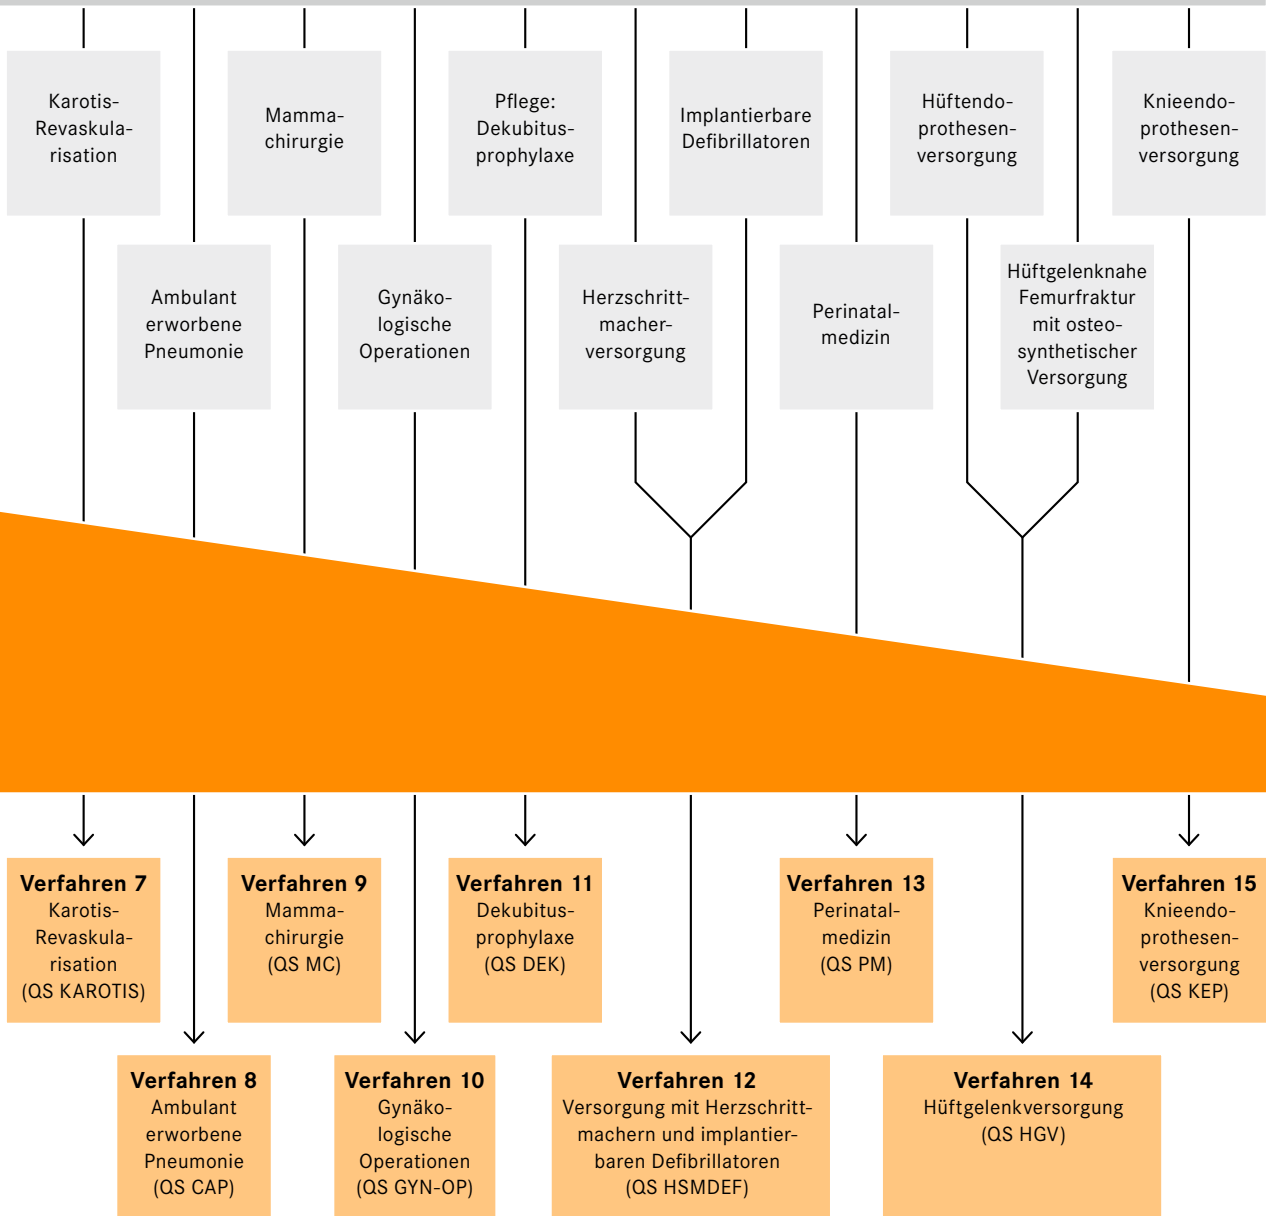 Karotis-
Revaskula-
risation
Mamma-
chirurgie
Pflege:
Dekubitus-
prophylaxe
Implantierbare
Defibrillatoren
Hüftendo-
prothesen-
versorgung
Knieendo-
prothesen-
versorgung
Ambulant
erworbene
Pneumonie
Gynäko-
logische
Operationen
Herzschritt-
macher-
versorgung
Perinatal-
medizin
Hüftgelenknahe
Femurfraktur
mit osteo-
synthetischer
Versorgung
Verfahren 7
Karotis-
Revaskula-
risation
(QS KAROTIS)
Verfahren 9
Mamma-
chirurgie
(QS MC)
Verfahren 11
Dekubitus-
prophylaxe
(QS DEK)
Verfahren 13
Perinatal-
medizin
(QS PM)
Verfahren 15
Knieendo-
prothesen-
versorgung
(QS KEP)
Verfahren 8
Ambulant
erworbene
Pneumonie
(QS CAP)
Verfahren 10
Gynäko-
logische
Operationen
(QS GYN-OP)
Verfahren 12
Versorgung mit Herzschritt-
machern und implantier-
baren Defibrillatoren
(QS HSMDEF)
Verfahren 14
Hüftgelenkversorgung
(QS HGV)